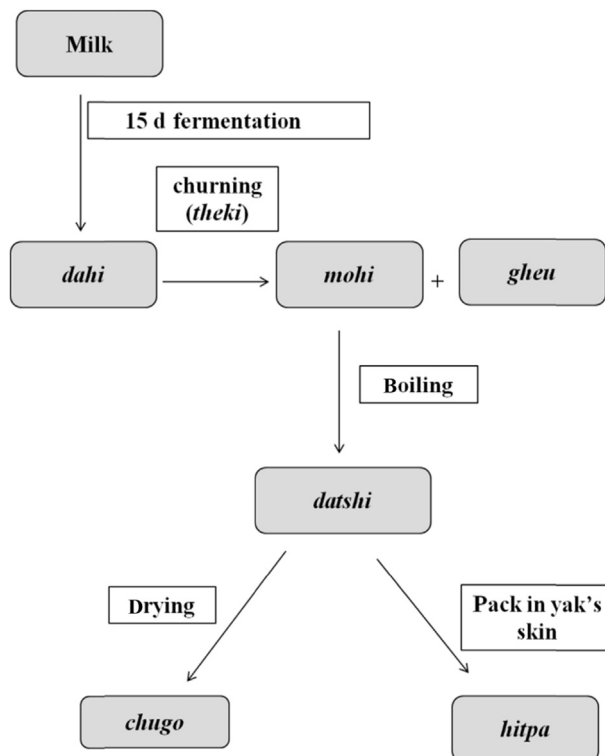 Milk
15 d fermentation
churning
(theki)
dahi
mohi
+
gheu
Boiling
datshi
Drying
Pack in yak's
skin
chugo
hitpa